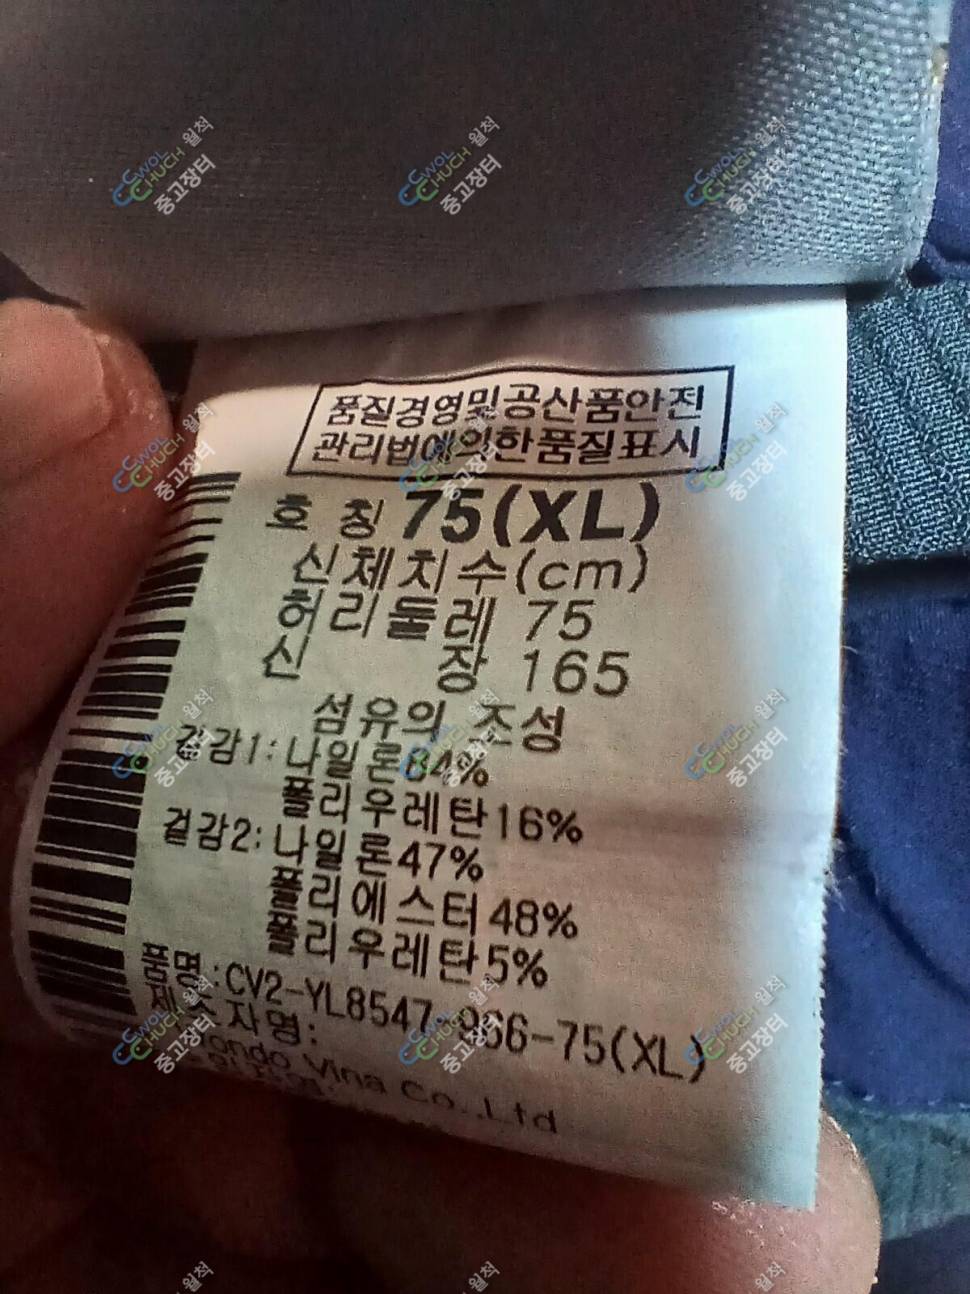 품질경영및공산품안전
관리법에의한품질표시
호 칭 75(XL)
신체치수(cm)
허리둘레 75
신 장 165
섬유의 조성
겉감1: 나일론84%
폴리우레탄16%
겉감2: 나일론47%
폴리에스터48%
폴리우레탄5%
품명:CV2-YL8547-966-75(XL)
제조자명:
Vina Co.,Ltd
CWOL
CHUCH 월척
중고장터